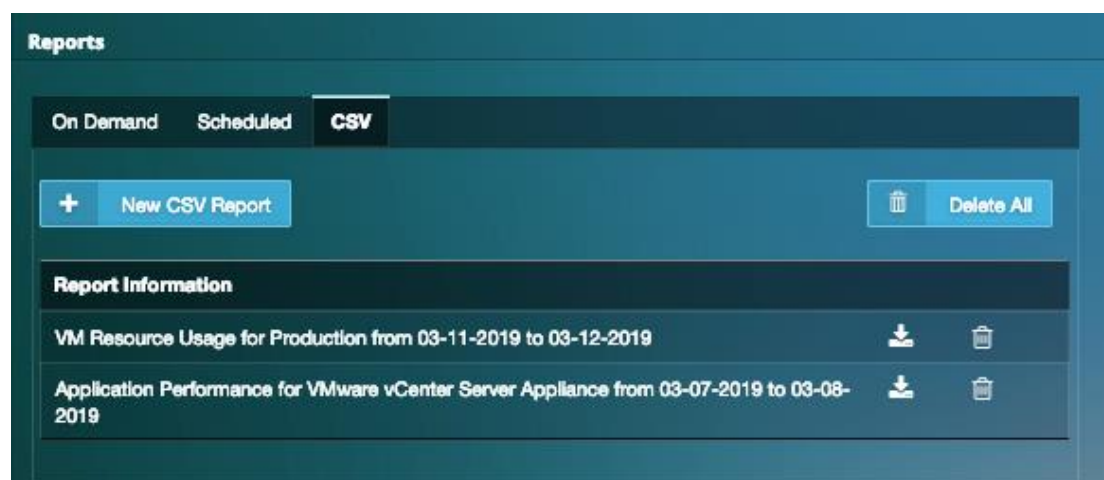 Reports
On Demand Scheduled CSV
New CSV Report Delete All
Report Information
VM Resource Usage for Production from 03-11-2019 to 03-12-2019
Application Performance for VMware vCenter Server Appliance from 03-07-2019 to 03-08-
2019